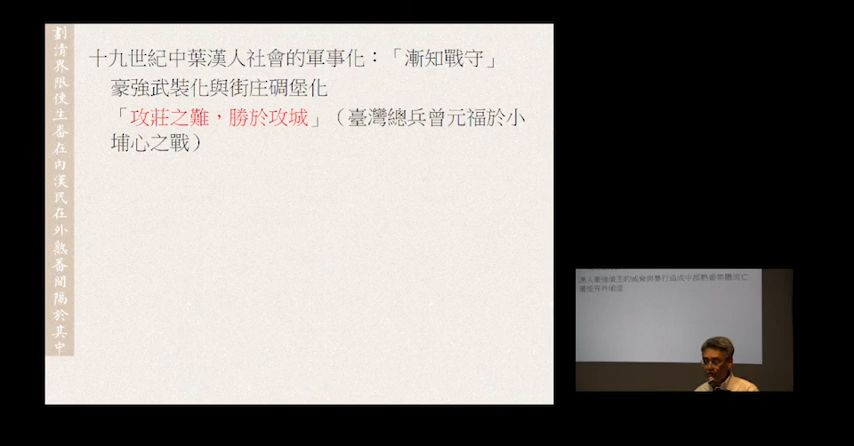 劃清界限使生番在內漢民在外熟番間隔於其中
十九世紀中葉漢人社會的軍事化：「漸知戰守」
豪強武裝化與街庄碉堡化
「攻莊之難，勝於攻城」（臺灣總兵曾元福於小
埔心之戰）